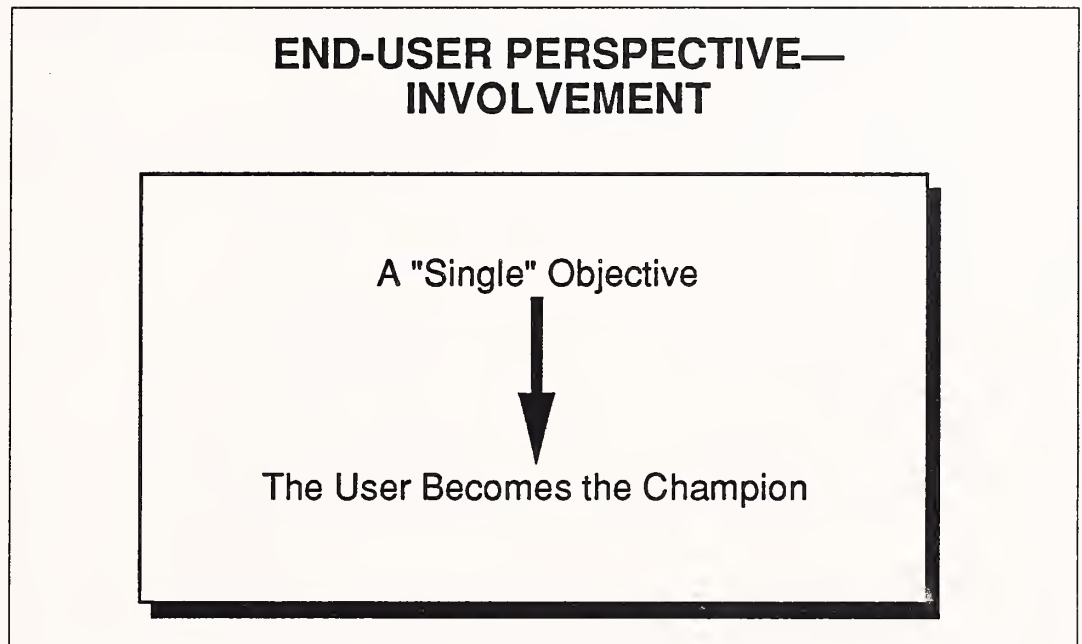 END-USER PERSPECTIVE—
INVOLVEMENT
A "Single" Objective
The User Becomes the Champion